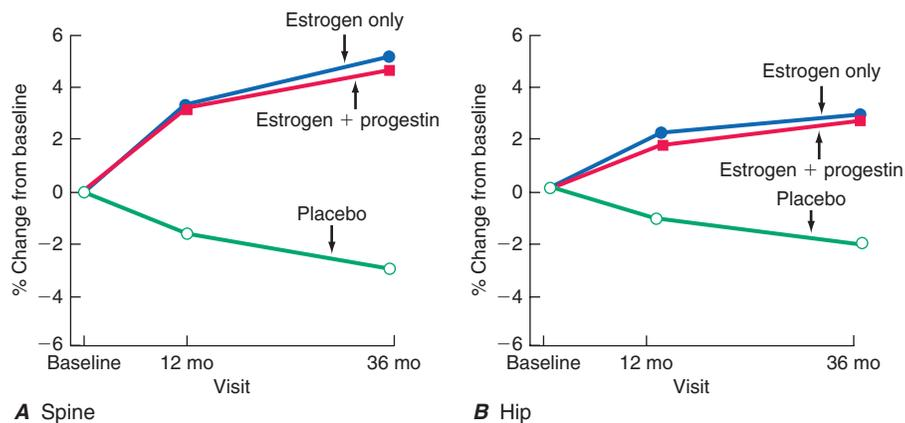 Estrogen only
6
4
2
0
−2
−4
−6
% Change from baseline
Estrogen + progestin
Placebo
Baseline
12 mo
36 mo
Visit
A Spine
6
4
2
0
−2
−4
−6
% Change from baseline
Estrogen only
Estrogen + progestin
Placebo
Baseline
12 mo
36 mo
Visit
B Hip